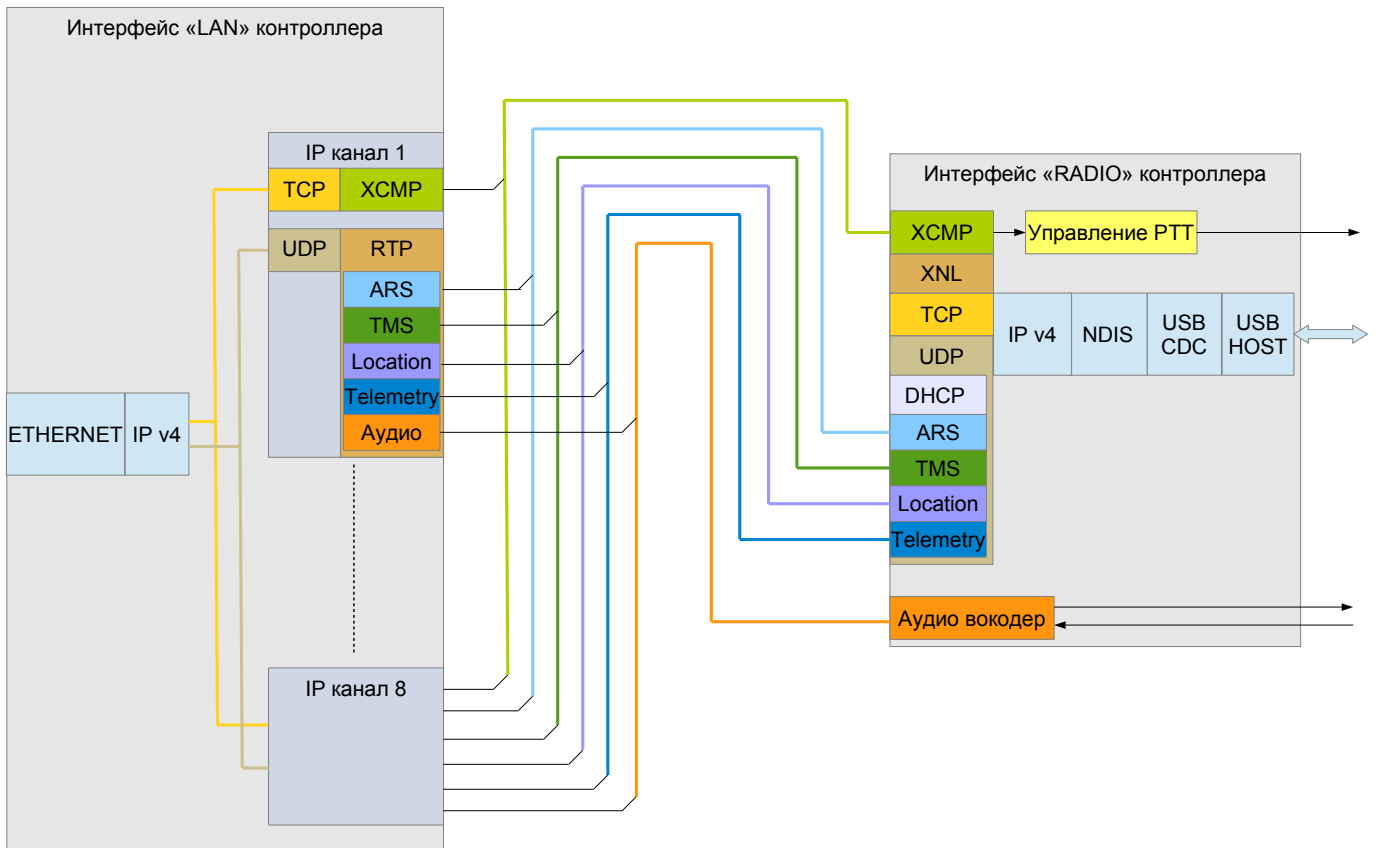 Интерфейс «LAN» контроллера
IP канал 1
TCP
XCMP
UDP
RTP
ARS
TMS
Location
Telemetry
Аудио
ETHERNET
IP v4
IP канал 8
Интерфейс «RADIO» контроллера
XCMP
Управление PTT
XNL
TCP
UDP
IP v4
NDIS
USB
CDC
USB
HOST
DHCP
ARS
TMS
Location
Telemetry
Аудио вокодер